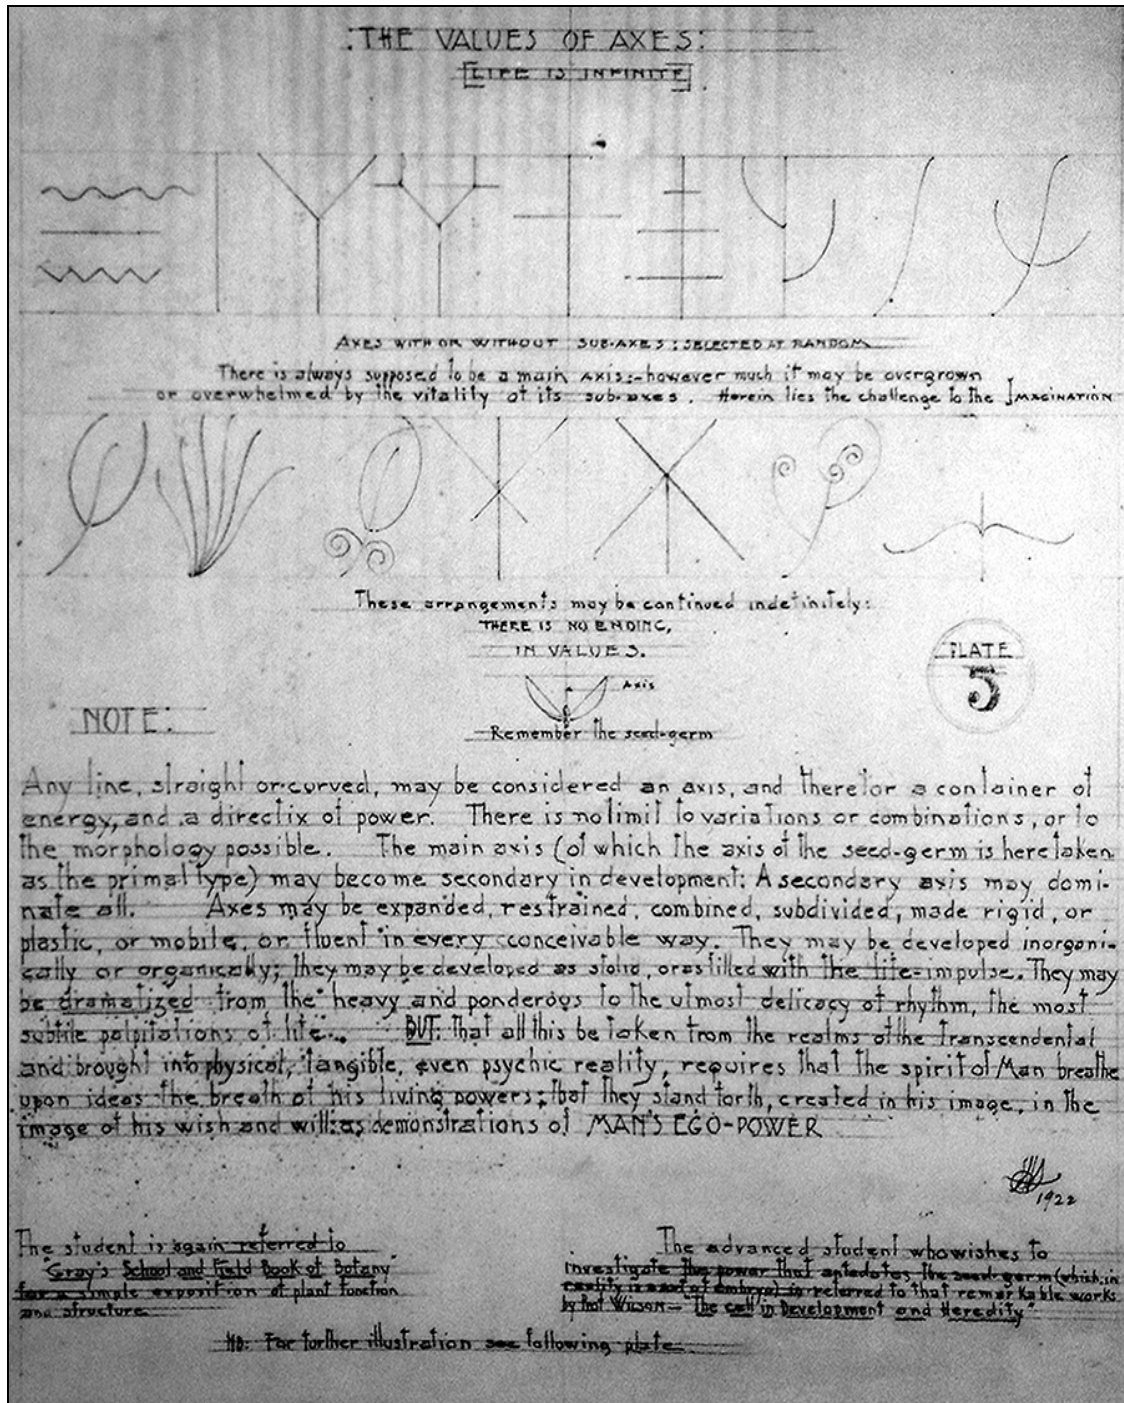 :THE VALUES OF AXES:
[LIFE IS INFINITE].
AXES WITH OR WITHOUT SUB-AXES: SELECTED AT RANDOM
There is always supposed to be a main AXIS:-however much it may be overgrown
or overwhelmed by the vitality of its sub-axes. Herein lies the challenge to the IMAGINATION
These arrangements may be continued indefinitely:
THERE IS NO ENDING,
IN VALUES.
PLATE
5
Axis
NOTE:
Remember the seed-germ
Any line, straight or curved, may be considered an axis, and therefor a container of
energy, and a directix of power. There is no limit to variations or combinations, or to
the morphology possible. The main axis (of which the axis of the seed-germ is here taken
as the primal type) may become secondary in development: A secondary axis may domi-
nate all. Axes may be expanded, restrained, combined, subdivided, made rigid, or
plastic, or mobile, or fluent in every conceivable way. They may be developed inorgani-
cally or organically; they may be developed as stolid, or as filled with the life-impulse. They may
be dramatized from the heavy and ponderous to the utmost delicacy of rhythm, the most
subtile palpitations of life... BUT: That all this be taken from the realms of the Transcendental
and brought into physical, tangible, even psychic reality, requires that the spirit of Man breathe
upon ideas the breath of his living powers; that they stand forth, created in his image, in the
image of his wish and will: as demonstrations of MAN'S EGO-POWER
1922
The student is again referred to
"Gray's School and Field Book of Botany"
for a simple exposition of plant function
and structure.
The advanced student who wishes to
investigate the power that antedates the seed-germ (which, in
reality is a sort of embryo) is referred to that remarkable works
by Prof Wilson — "The cell in Development and Heredity"
NB: For further illustration see following plate.